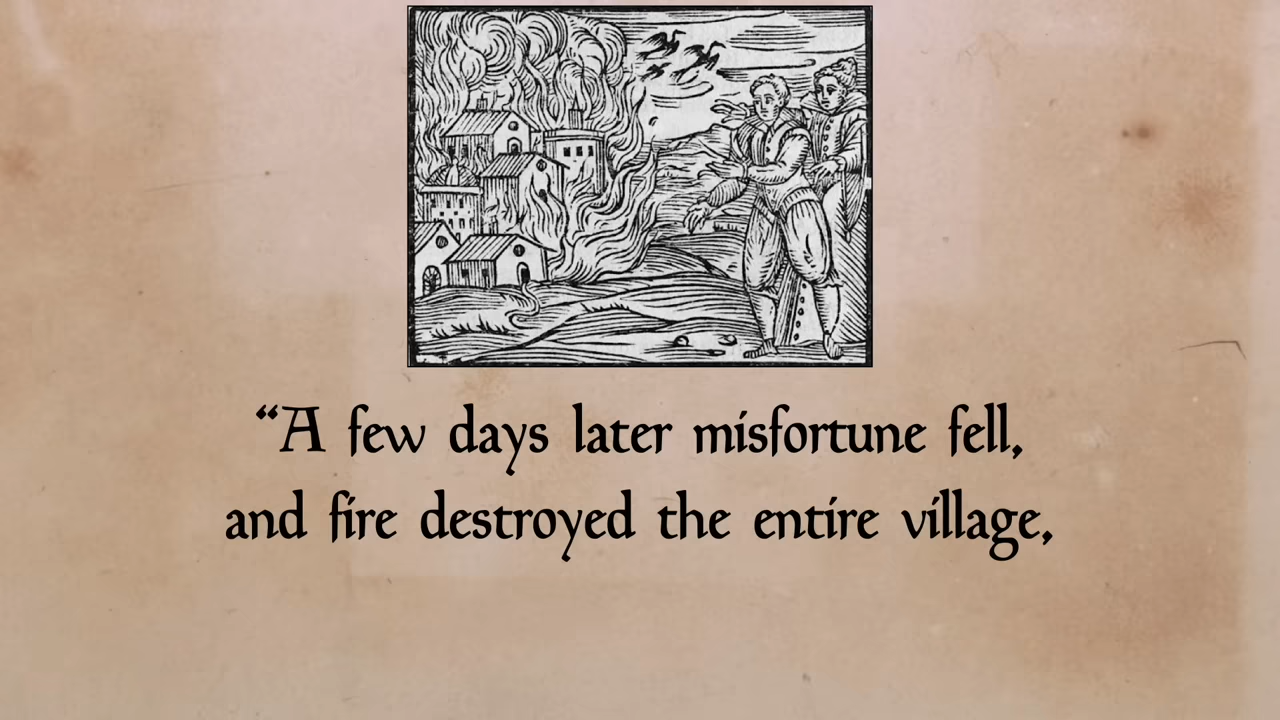 “A few days later misfortune fell,
and fire destroyed the entire village,